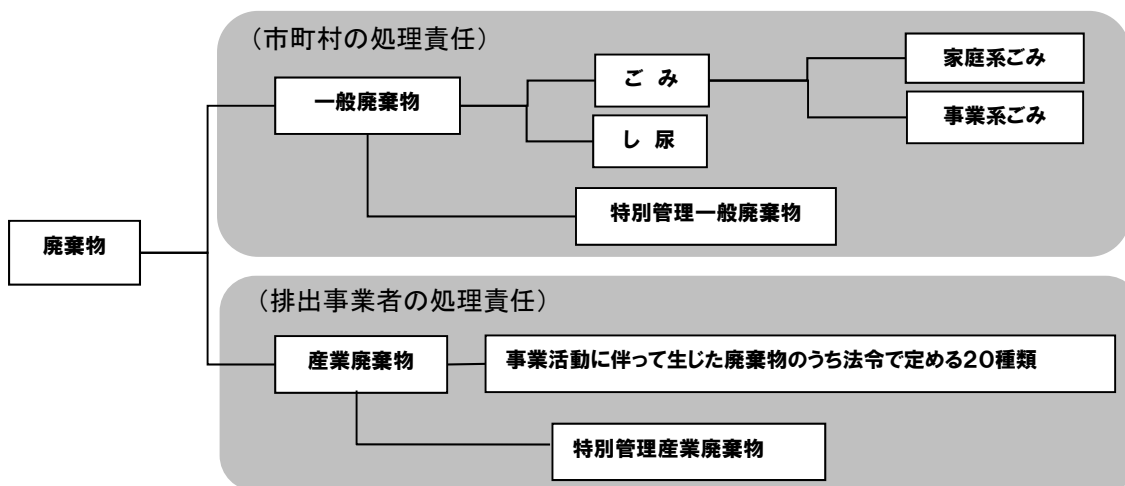 (市町村の処理責任)
家庭系ごみ
ご み
一般廃棄物
事業系ごみ
し 尿
特別管理一般廃棄物
廃棄物
(排出事業者の処理責任)
産業廃棄物
事業活動に伴って生じた廃棄物のうち法令で定める20種類
特別管理産業廃棄物